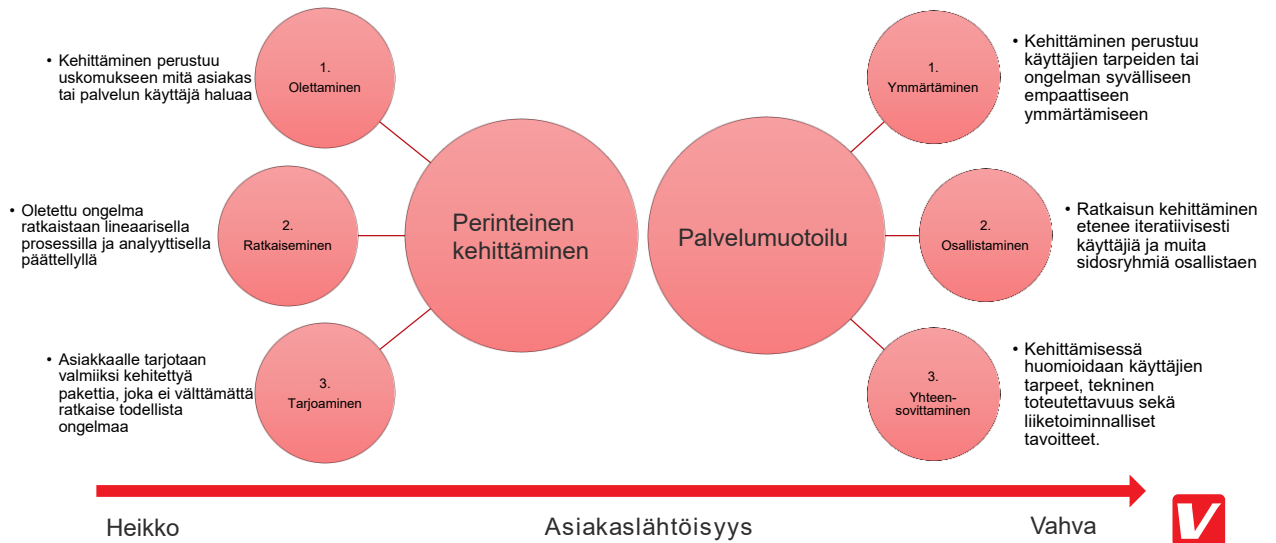 • Kehittäminen perustuu
uskomukseen mitä asiakas
tai palvelun käyttäjä haluaa
1.
Olettaminen
• Oletettu ongelma
ratkaistaan lineaarisella
prosessilla ja analyyttisella
päättellyllä
2.
Ratkaiseminen
• Asiakkaalle tarjotaan
valmiiksi kehitettyä
pakettia, joka ei välttämättä
ratkaise todellista
ongelmaa
3.
Tarjoaminen
Perinteinen
kehittäminen
Palvelumuotoilu
1.
Ymmärtäminen
• Kehittäminen perustuu
käyttäjien tarpeiden tai
ongelman syvälliseen
empaattiseen
ymmärtämiseen
2.
Osallistaminen
• Ratkaisun kehittäminen
etenee iteratiivisesti
käyttäjiä ja muita
sidosryhmiä osallistaen
3.
Yhteen-
sovittaminen
• Kehittämisessä
huomioidaan käyttäjien
tarpeet, tekninen
toteutettavuus sekä
liiketoiminnalliset
tavoitteet.
Heikko
Asiakaslähtöisyys
Vahva
V